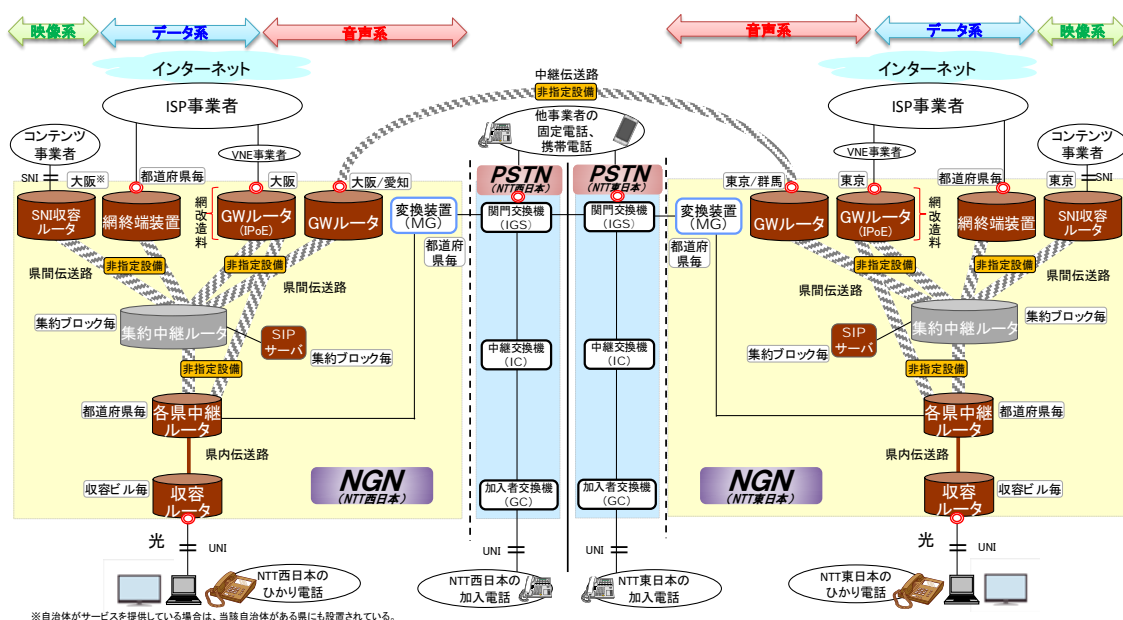 映像系
データ系
音声系
音声系
データ系
映像系
インターネット
ISP事業者
コンテンツ
事業者
VNE事業者
SNI
大阪※
都道府県毎
大阪
大阪/愛知
中継伝送路
非指定設備
他事業者の
固定電話、
携帯電話
インターネット
ISP事業者
VNE事業者
コンテンツ
事業者
東京/群馬
東京
都道府県毎
東京
SNI
SNI収容
ルータ
網終端装置
網改造料
GWルータ
(IPoE)
GWルータ
変換装置
(MG)
都道府
県毎
PSTN
(NTT西日本)
PSTN
(NTT東日本)
関門交換機
(IGS)
関門交換機
(IGS)
変換装置
(MG)
都道府
県毎
GWルータ
GWルータ
(IPoE)
網改造料
網終端装置
SNI収容
ルータ
県間伝送路
非指定設備
非指定設備
県間伝送路
県間伝送路
非指定設備
非指定設備
県間伝送路
集約ブロック毎
集約中継ルータ
SIP
サーバ
集約ブロック毎
中継交換機
(IC)
中継交換機
(IC)
SIP
サーバ
集約ブロック毎
集約中継ルータ
集約ブロック毎
非指定設備
非指定設備
都道府県毎
各県中継
ルータ
各県中継
ルータ
都道府県毎
県内伝送路
県内伝送路
収容ビル毎
収容
ルータ
NGN
(NTT西日本)
加入者交換機
(GC)
加入者交換機
(GC)
NGN
(NTT東日本)
収容
ルータ
収容ビル毎
光
UNI
UNI
UNI
光
UNI
NTT西日本の
ひかり電話
NTT西日本の
加入電話
NTT東日本の
加入電話
NTT東日本の
ひかり電話
※自治体がサービスを提供している場合は、当該自治体がある県にも設置されている。